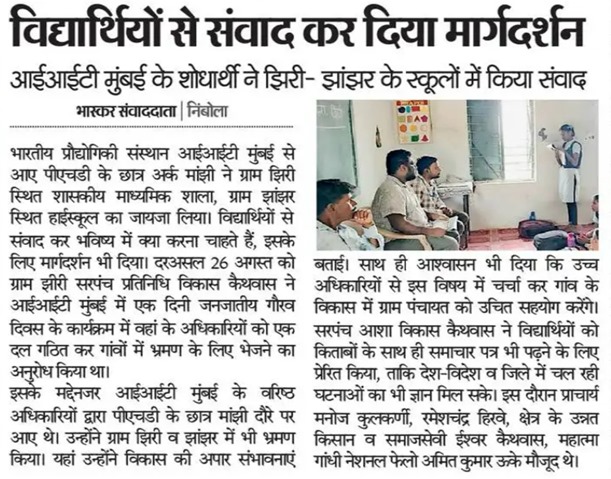 विद्यार्थियों से संवाद कर दिया मार्गदर्शन
आईआईटी मुंबई के शोधार्थी ने झिरी- झांझर के स्कूलों में किया संवाद
भास्कर संवाददाता | निंबोला
भारतीय प्रौद्योगिकी संस्थान आईआईटी मुंबई से
आए पीएचडी के छात्र अर्क मांझी ने ग्राम झिरी
स्थित शासकीय माध्यमिक शाला, ग्राम झांझर
स्थित हाईस्कूल का जायजा लिया। विद्यार्थियों से
संवाद कर भविष्य में क्या करना चाहते हैं, इसके
लिए मार्गदर्शन भी दिया। दरअसल 26 अगस्त को
ग्राम झीरी सरपंच प्रतिनिधि विकास कैथवास ने
आईआईटी मुंबई में एक दिनी जनजातीय गौरव
दिवस के कार्यक्रम में वहां के अधिकारियों को एक
दल गठित कर गांवों में भ्रमण के लिए भेजने का
अनुरोध किया था।
इसके मद्देनजर आईआईटी मुंबई के वरिष्ठ
अधिकारियों द्वारा पीएचडी के छात्र मांझी दौरे पर
आए थे। उन्होंने ग्राम झिरी व झांझर में भी भ्रमण
किया। यहां उन्होंने विकास की अपार संभावनाएं
बताई। साथ ही आश्वासन भी दिया कि उच्च
अधिकारियों से इस विषय में चर्चा कर गांव के
विकास में ग्राम पंचायत को उचित सहयोग करेंगे।
सरपंच आशा विकास कैथवास ने विद्यार्थियों को
किताबों के साथ ही समाचार पत्र भी पढ़ने के लिए
प्रेरित किया, ताकि देश-विदेश व जिले में चल रही
घटनाओं का भी ज्ञान मिल सके। इस दौरान प्राचार्य
मनोज कुलकर्णी, रमेशचंद्र हिरवे, क्षेत्र के उन्नत
किसान व समाजसेवी ईश्वर कैथवास, महात्मा
गांधी नेशनल फेलो अमित कुमार ऊके मौजूद थे।